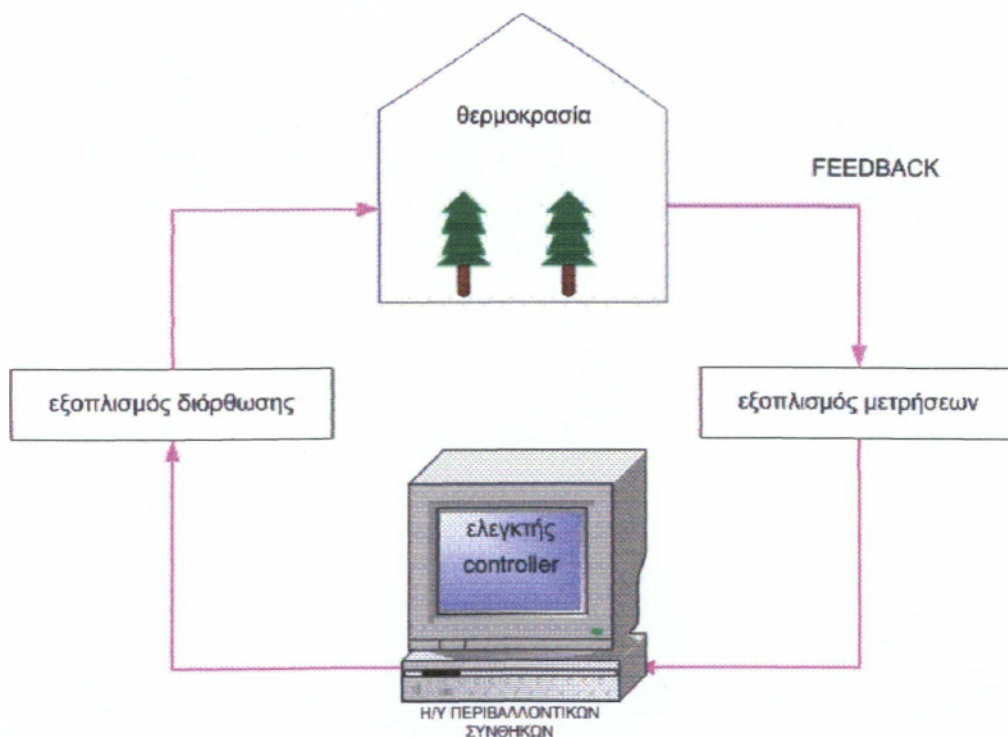 θερμοκρασία
FEEDBACK
εξοπλισμός διόρθωσης
εξοπλισμός μετρήσεων
ελεγκτής
controller
Η/Υ ΠΕΡΙΒΑΛΛΟΝΤΙΚΩΝ
ΣΥΝΘΗΚΩΝ